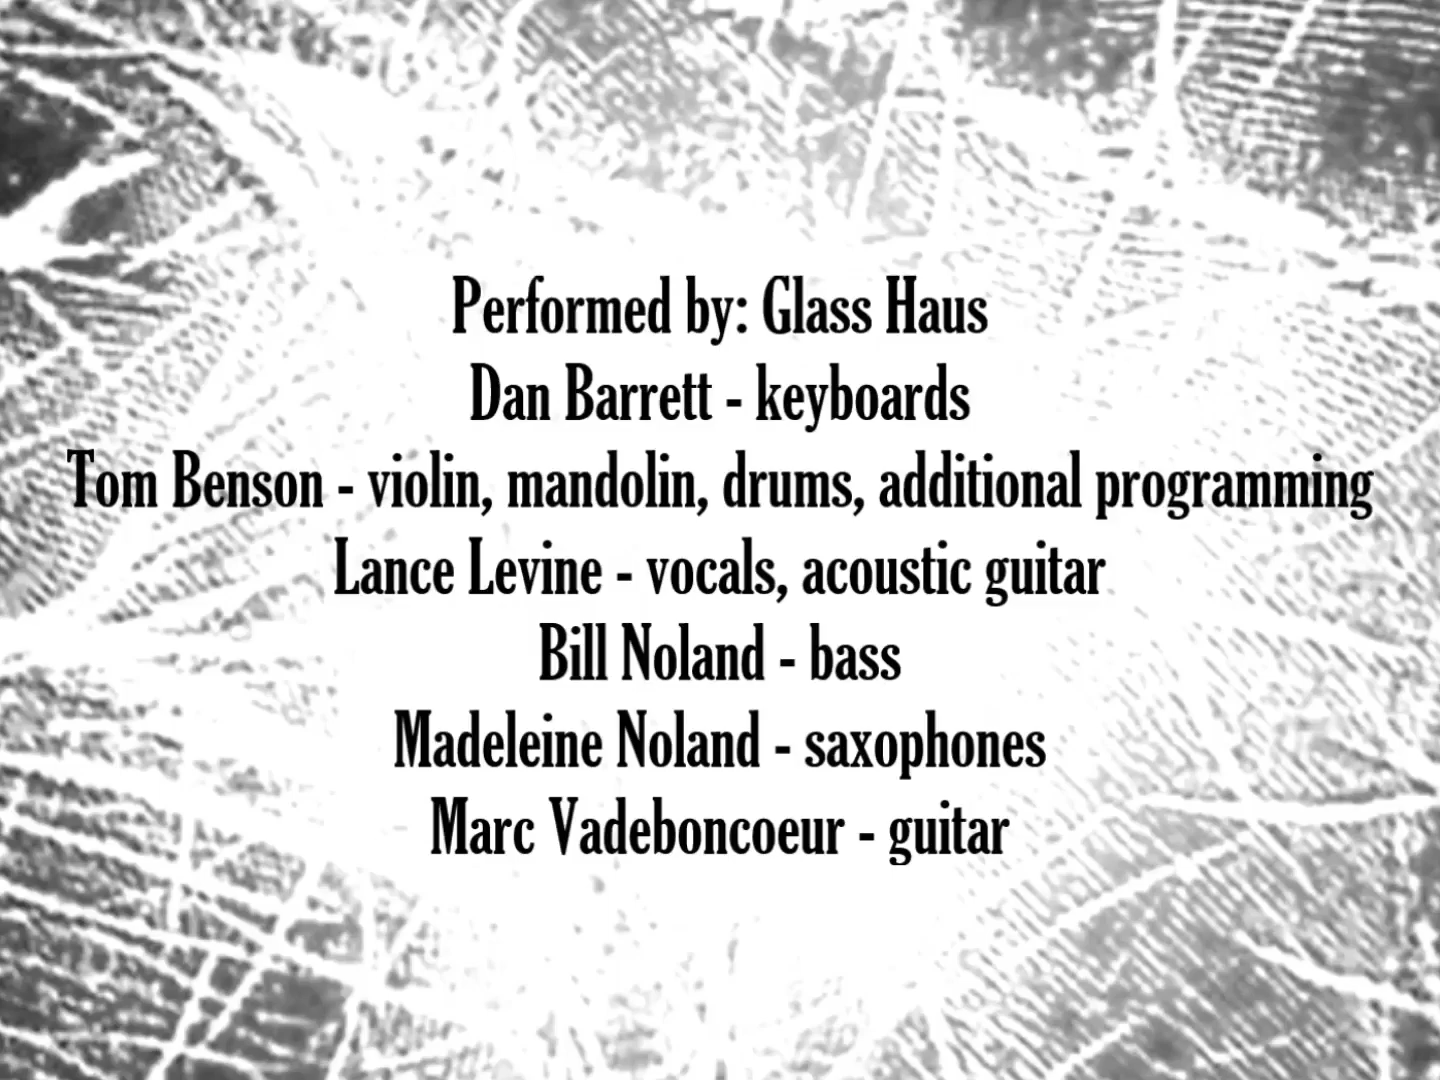 Performed by: Glass Haus
Dan Barrett - keyboards
Tom Benson - violin, mandolin, drums, additional programming
Lance Levine - vocals, acoustic guitar
Bill Noland - bass
Madeleine Noland - saxophones
Marc Vadeboncoeur - guitar